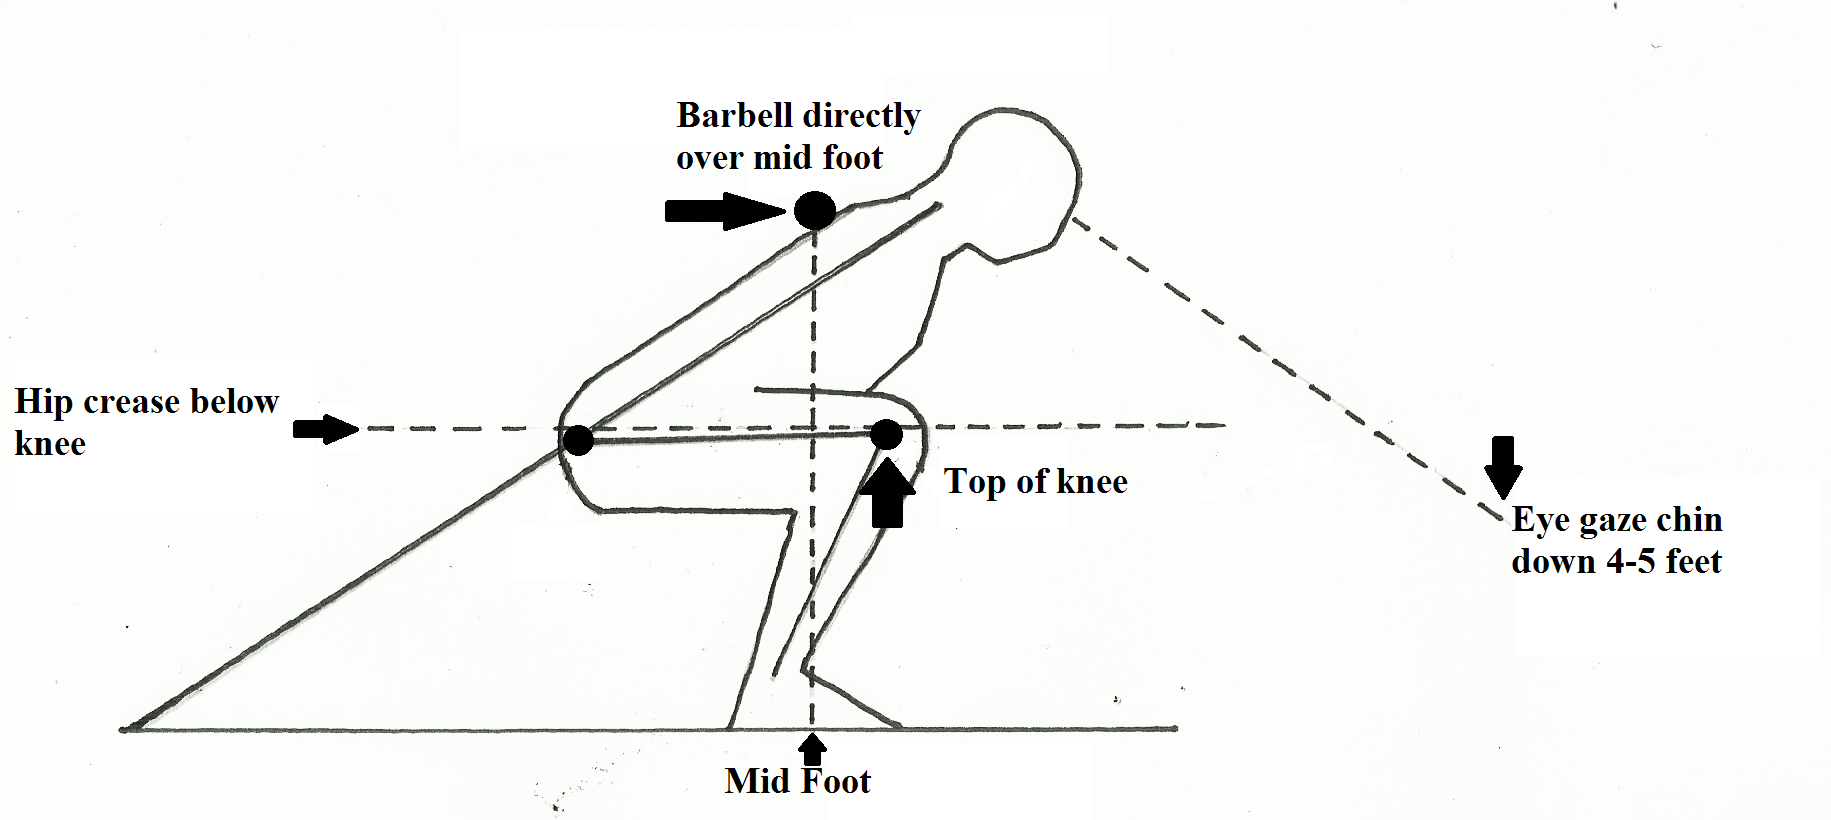 Barbell directly
over mid foot
Hip crease below
knee
Top of knee
Eye gaze chin
down 4-5 feet
Mid Foot